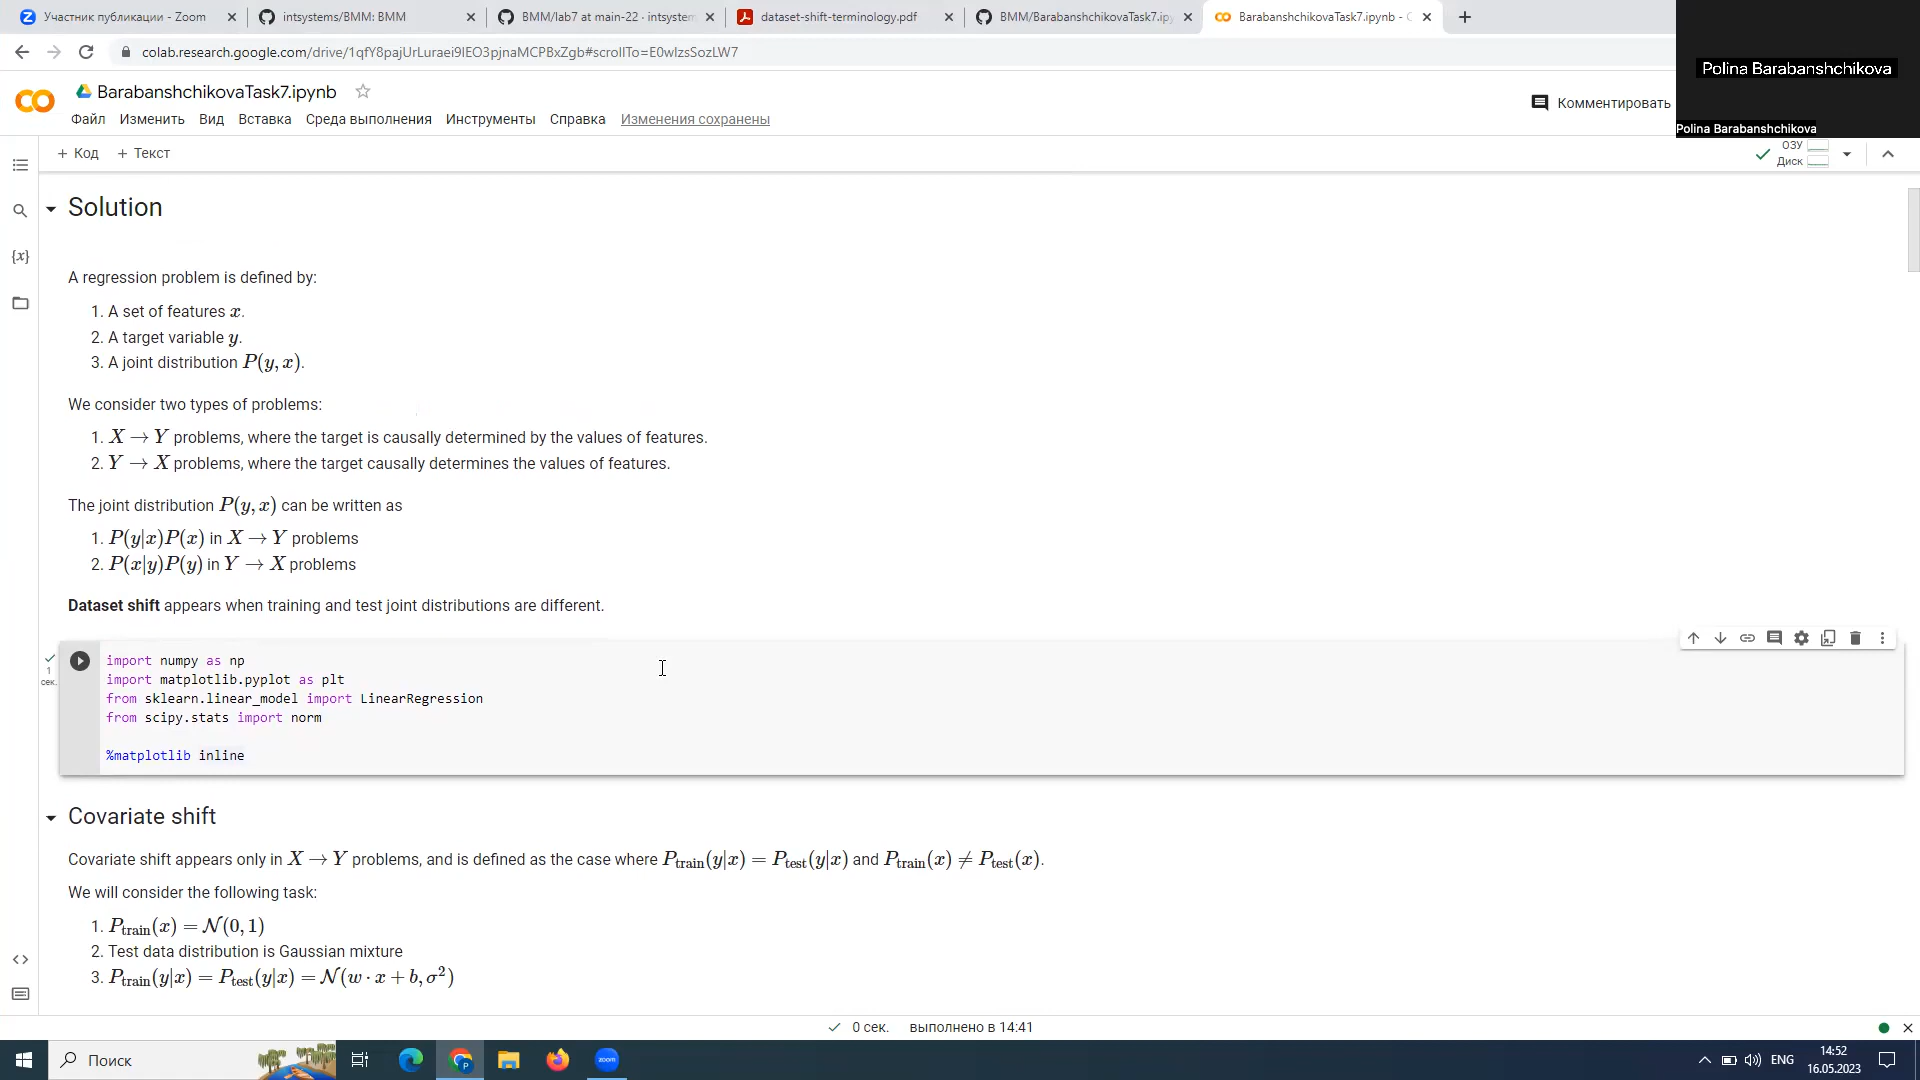 Участник публикации - Zoom
intsystems/BMM: BMM
BMM/lab7 at main-22 · intsystem
dataset-shift-terminology.pdf
BMM/BarabanshchikovaTask7.ip
BarabanshchikovaTask7.ipynb - C
colab.research.google.com/drive/1qfY8pajUrLuraei9IEO3pjnaMCPBxZgb#scrollTo=E0wIzsSozLW7
Polina Barabanshchikova
Polina Barabanshchikova
BarabanshchikovaTask7.ipynb
Комментировать
Файл Изменить Вид Вставка Среда выполнения Инструменты Справка Изменения сохранены
+ Код + Текст
ОЗУ
Диск
Solution
A regression problem is defined by:
1. A set of features x.
2. A target variable y.
3. A joint distribution P(y, x).
We consider two types of problems:
1. X → Y problems, where the target is causally determined by the values of features.
2. Y → X problems, where the target causally determines the values of features.
The joint distribution P(y, x) can be written as
1. P(y|x)P(x) in X → Y problems
2. P(x|y)P(y) in Y → X problems
Dataset shift appears when training and test joint distributions are different.
1
сек.
import numpy as np
import matplotlib.pyplot as plt
from sklearn.linear_model import LinearRegression
from scipy.stats import norm
%matplotlib inline
Covariate shift
Covariate shift appears only in X → Y problems, and is defined as the case where P_train(y|x) = P_test(y|x) and P_train(x) ≠ P_test(x).
We will consider the following task:
1. P_train(x) = 𝒩(0, 1)
2. Test data distribution is Gaussian mixture
3. P_train(y|x) = P_test(y|x) = 𝒩(w · x + b, σ²)
{x}
<>
0 сек. выполнено в 14:41
Поиск
zoom
ENG
14:52
16.05.2023